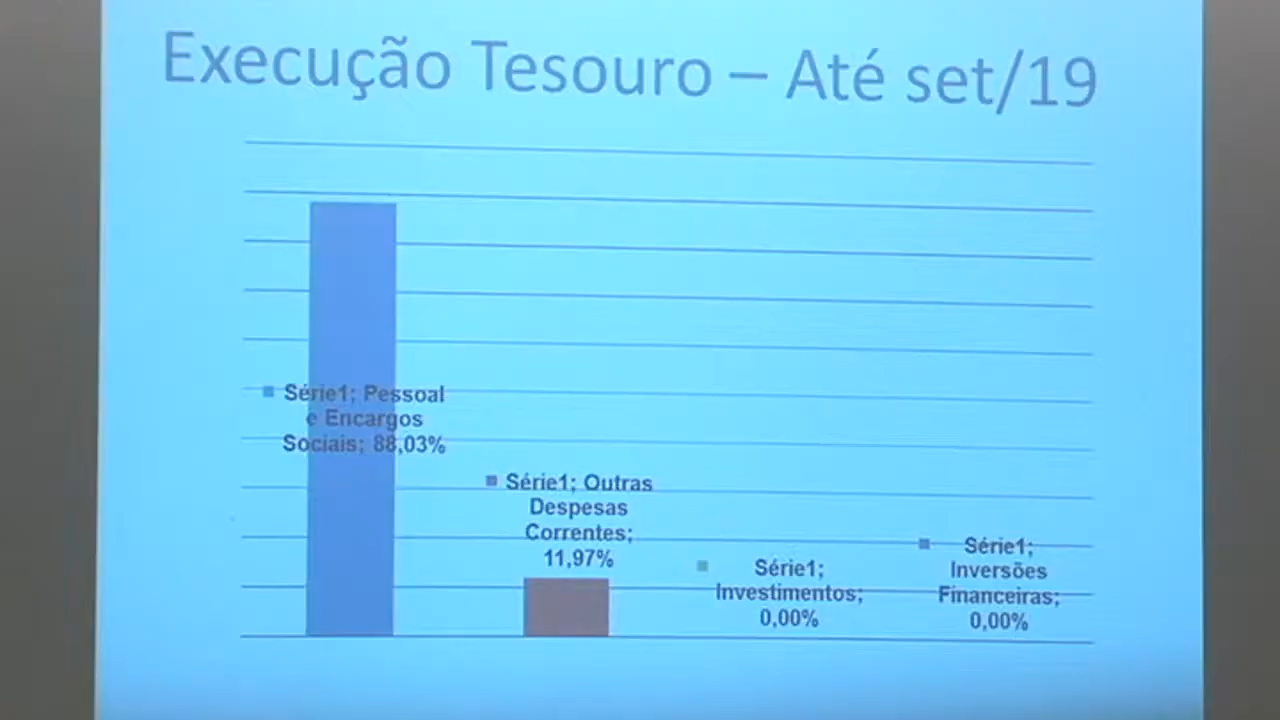 Execução Tesouro – Até set/19
Série1; Pessoal
e Encargos
Sociais; 88,03%
Série1; Outras
Despesas
Correntes;
11,97%
Série1;
Investimentos;
0,00%
Série1;
Inversões
Financeiras;
0,00%